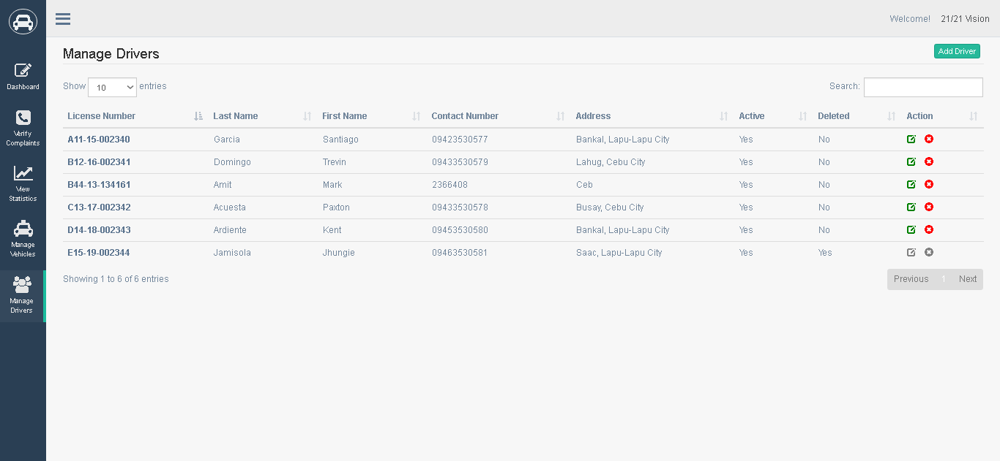 Welcome! 21/21 Vision
Manage Drivers
Add Driver
Dashboard
Verify
Complaints
View
Statistics
Manage
Vehicles
Manage
Drivers
Show 10 entries
Search:
License Number Last Name First Name Contact Number Address Active Deleted Action
A11-15-002340 Garcia Santiago 09423530577 Bankal, Lapu-Lapu City Yes No
B12-16-002341 Domingo Trevin 09433530579 Lahug, Cebu City Yes No
B44-13-134161 Amit Mark 2366408 Ceb Yes No
C13-17-002342 Acuesta Paxton 09433530578 Busay, Cebu City Yes No
D14-18-002343 Ardiente Kent 09453530580 Bankal, Lapu-Lapu City Yes No
E15-19-002344 Jamisola Jhungie 09463530581 Saac, Lapu-Lapu City Yes Yes
Showing 1 to 6 of 6 entries
Previous 1 Next